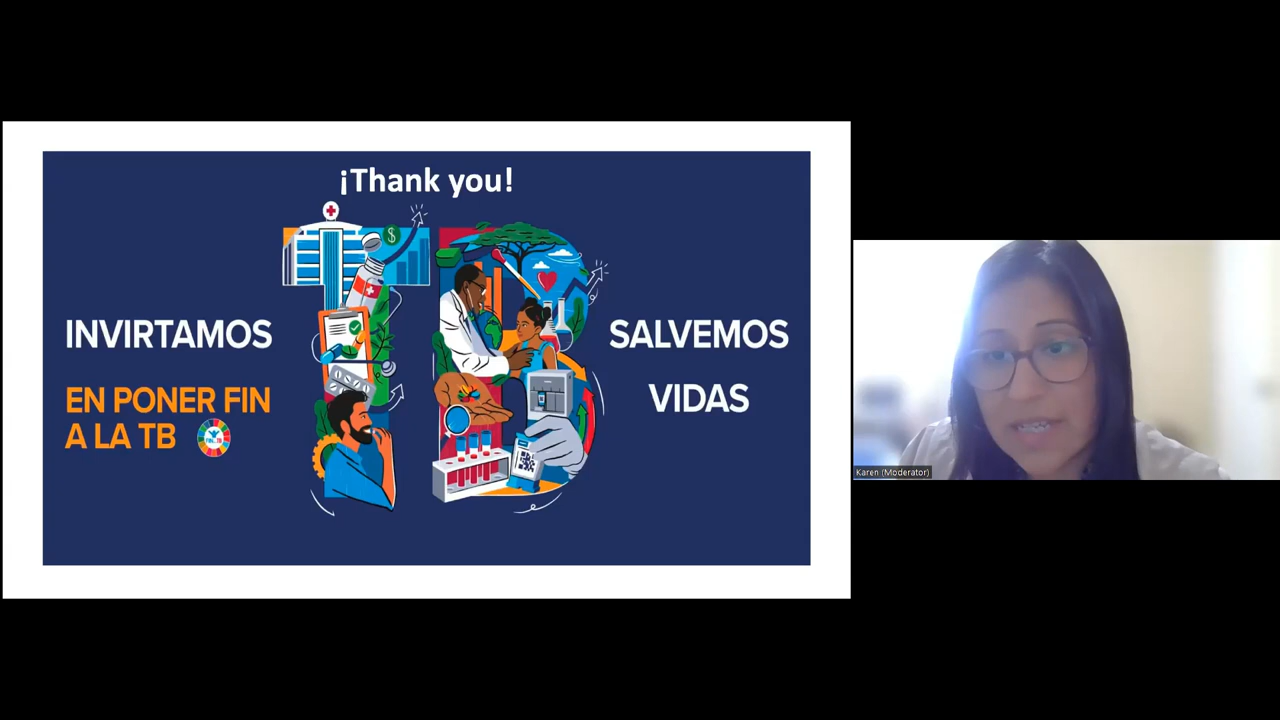 ¡Thank you!
INVIRTAMOS
EN PONER FIN
A LA TB
SALVEMOS
VIDAS
Karen (Moderator)